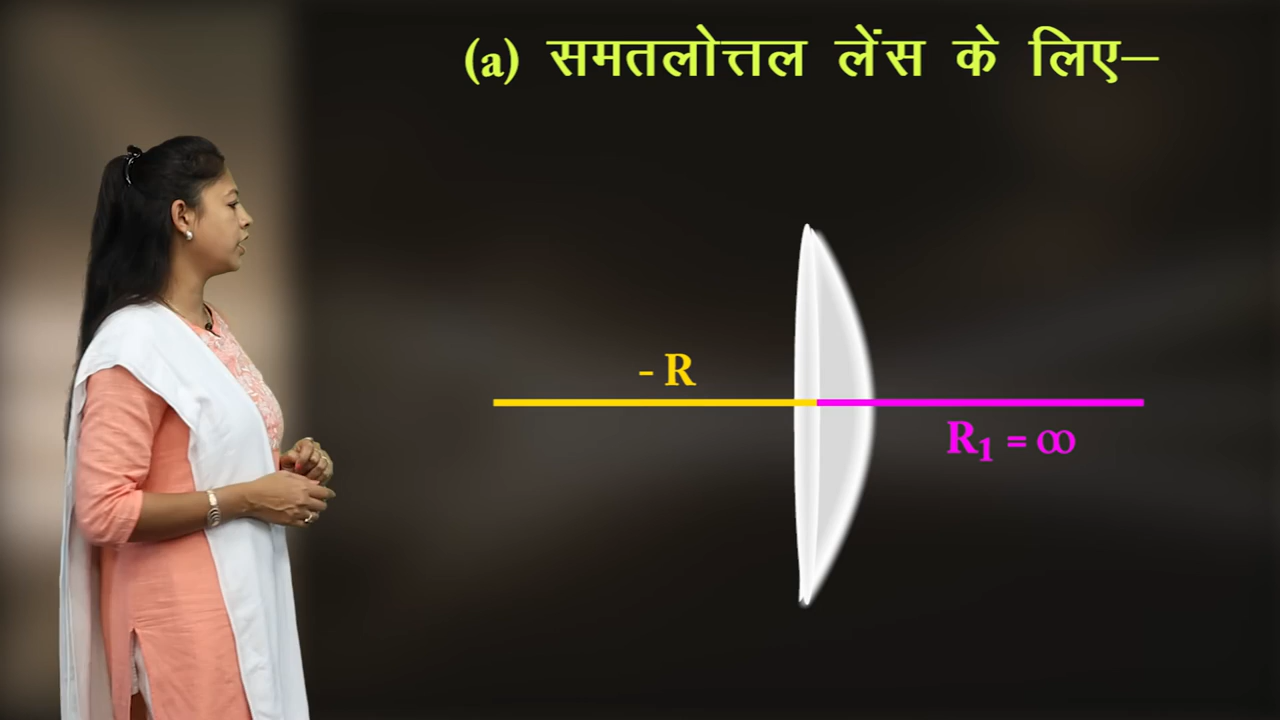 (a) समतलोत्तल लेंस के लिए–
- R
R₁ = ∞